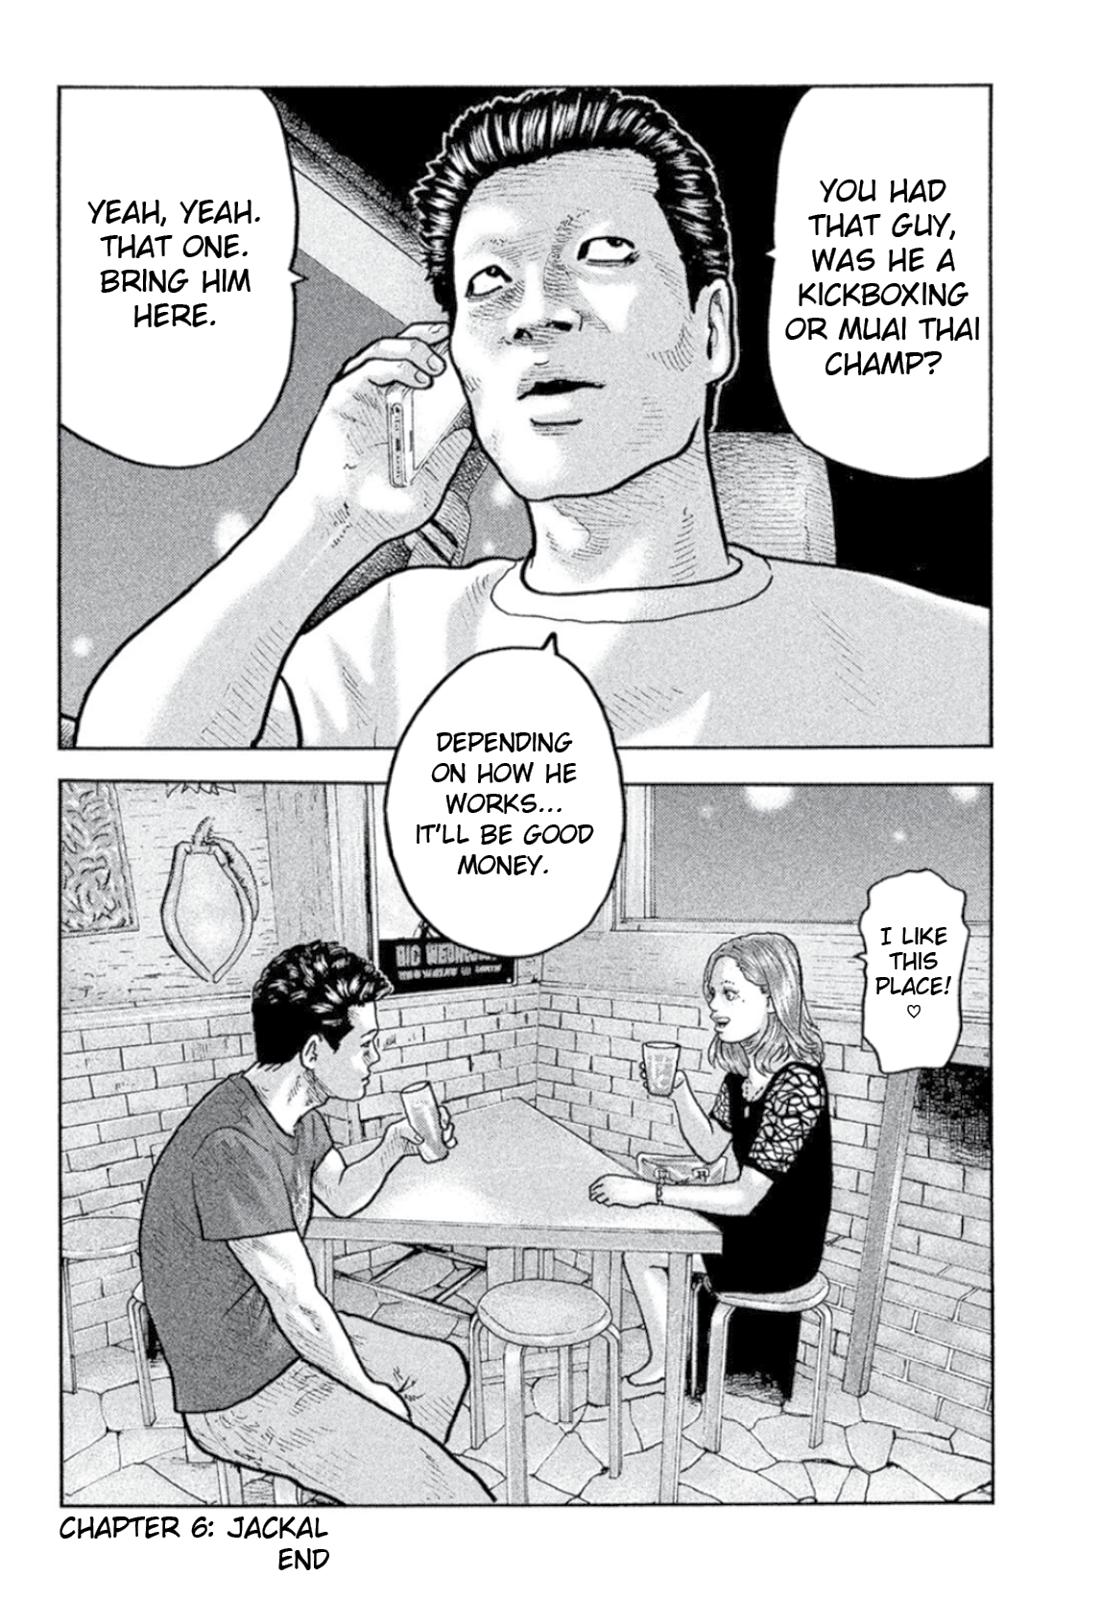 YOU HAD
THAT GUY,
WAS HE A
KICKBOXING
OR MUAI THAI
CHAMP?
YEAH, YEAH.
THAT ONE.
BRING HIM
HERE.
DEPENDING
ON HOW HE
WORKS...
IT'LL BE GOOD
MONEY.
I LIKE
THIS
PLACE!
♡
CHAPTER 6: JACKAL
END